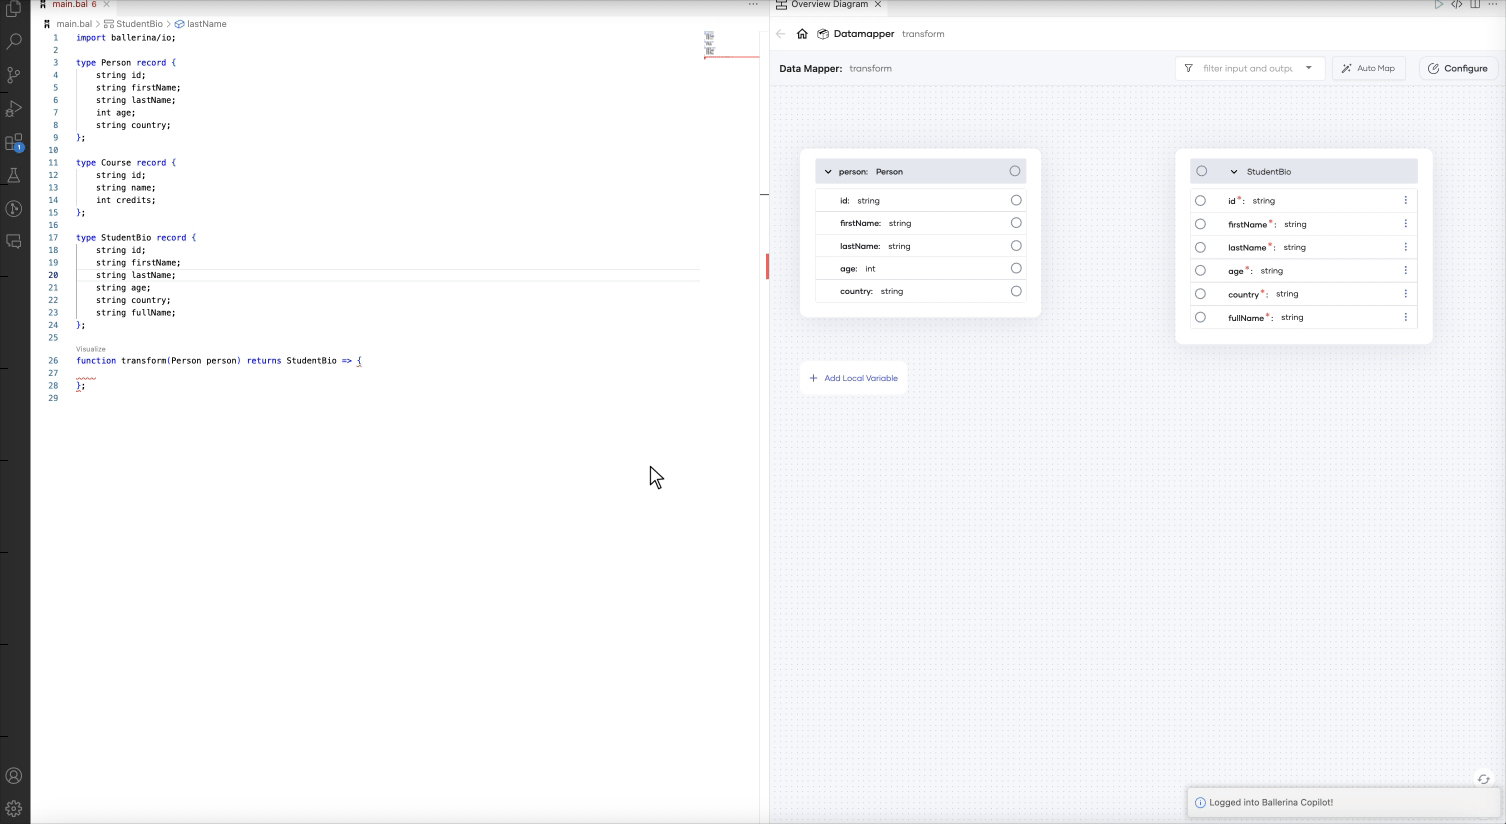 main.bal 6
main.bal > StudentBio > lastName
1 import ballerina/io;
2
3 type Person record {
4 string id;
5 string firstName;
6 string lastName;
7 int age;
8 string country;
9 };
10
11 type Course record {
12 string id;
13 string name;
14 int credits;
15 };
16
17 type StudentBio record {
18 string id;
19 string firstName;
20 string lastName;
21 string age;
22 string country;
23 string fullName;
24 };
25
Visualize
26 function transform(Person person) returns StudentBio => {
27
28 };
29
1
Overview Diagram
Datamapper transform
Data Mapper: transform
filter input and outpu
Auto Map
Configure
person: Person
id: string
firstName: string
lastName: string
age: int
country: string
Add Local Variable
StudentBio
id*: string
firstName*: string
lastName*: string
age*: string
country*: string
fullName*: string
Logged into Ballerina Copilot!